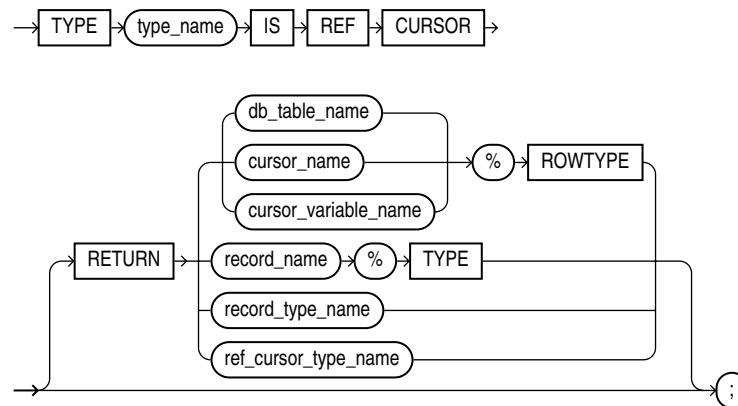 TYPE type_name IS REF CURSOR
db_table_name
cursor_name % ROWTYPE
cursor_variable_name
RETURN record_name % TYPE
record_type_name
ref_cursor_type_name
;